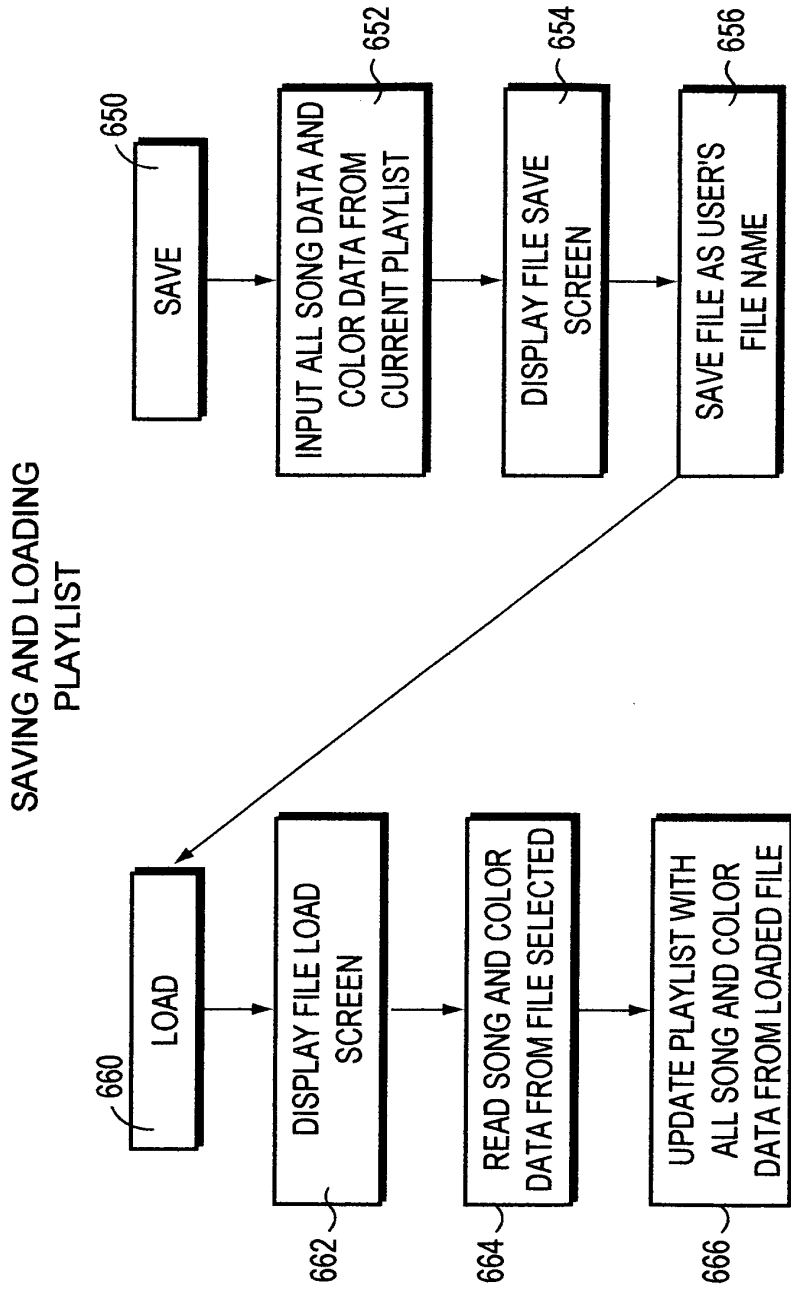 SAVING AND LOADING
PLAYLIST
650
SAVE
652
INPUT ALL SONG DATA AND
COLOR DATA FROM
CURRENT PLAYLIST
654
DISPLAY FILE SAVE
SCREEN
656
SAVE FILE AS USER'S
FILE NAME
660
LOAD
662
DISPLAY FILE LOAD
SCREEN
664
READ SONG AND COLOR
DATA FROM FILE SELECTED
666
UPDATE PLAYLIST WITH
ALL SONG AND COLOR
DATA FROM LOADED FILE